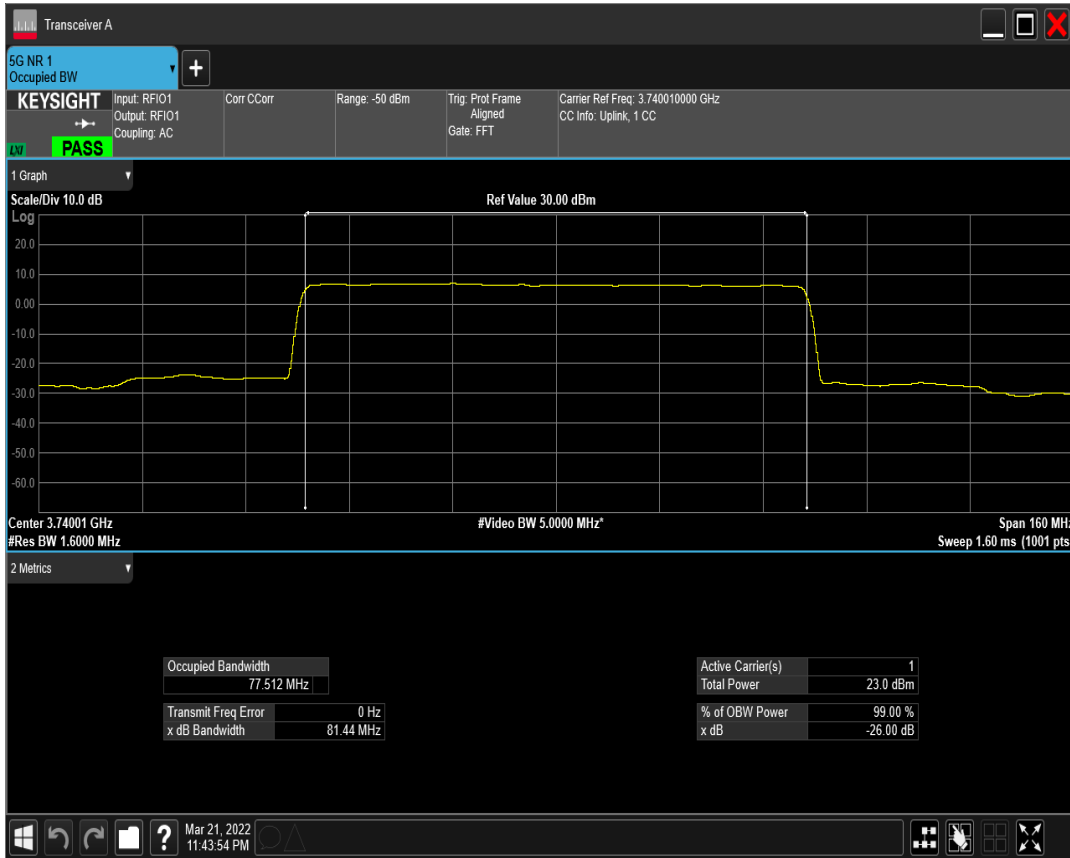 Transceiver A
5G NR 1
Occupied BW
KEYSIGHT
LXI
PASS
Input: RFIO1
Output: RFIO1
Coupling: AC
Corr CCorr
Range: -50 dBm
Trig: Prot Frame
Aligned
Gate: FFT
Carrier Ref Freq: 3.740010000 GHz
CC Info: Uplink, 1 CC
1 Graph
Scale/Div 10.0 dB
Ref Value 30.00 dBm
Log
20.0
10.0
0.00
-10.0
-20.0
-30.0
-40.0
-50.0
-60.0
Center 3.74001 GHz
#Video BW 5.0000 MHz*
Span 160 MHz
#Res BW 1.6000 MHz
Sweep 1.60 ms (1001 pts
2 Metrics
Occupied Bandwidth
77.512 MHz
Transmit Freq Error 0 Hz
x dB Bandwidth 81.44 MHz
Active Carrier(s) 1
Total Power 23.0 dBm
% of OBW Power 99.00 %
x dB -26.00 dB
?
Mar 21, 2022
11:43:54 PM